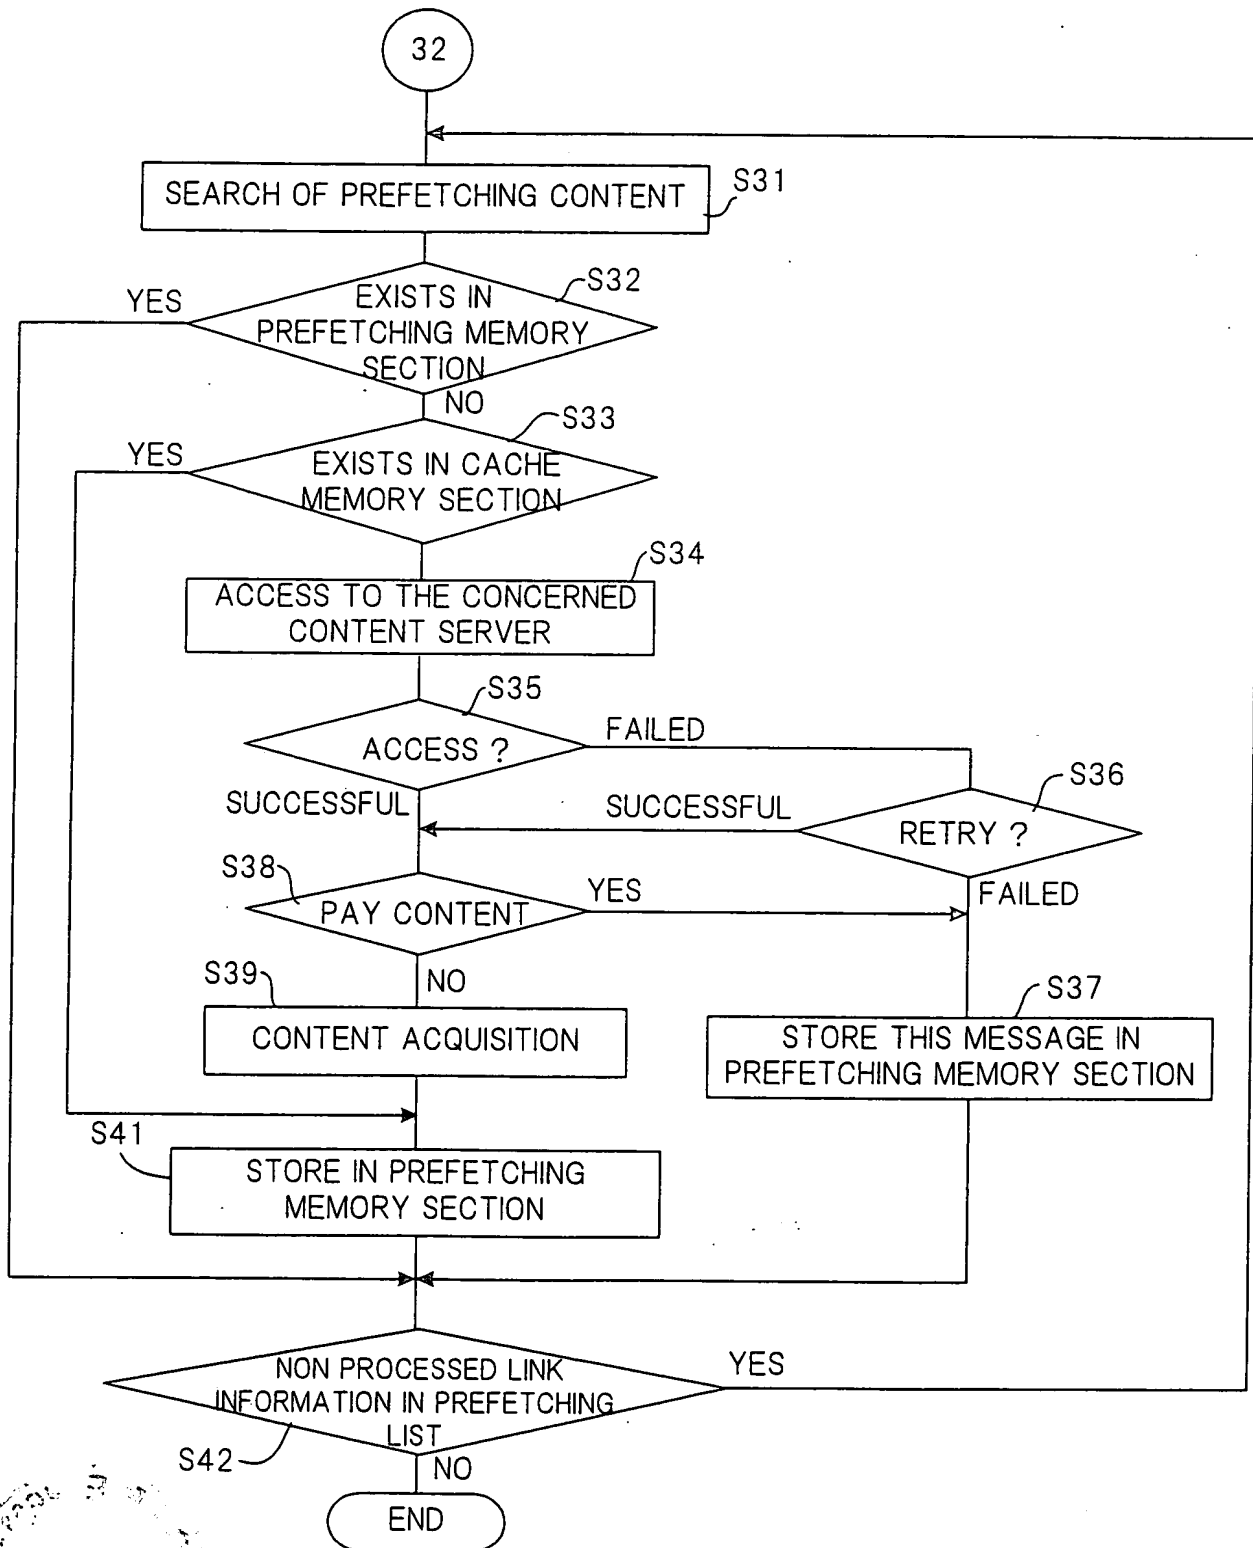 32
SEARCH OF PREFETCHING CONTENT
S31
S32
YES
EXISTS IN
PREFETCHING MEMORY
SECTION
NO
S33
YES
EXISTS IN CACHE
MEMORY SECTION
S34
ACCESS TO THE CONCERNED
CONTENT SERVER
S35
FAILED
ACCESS ?
S36
SUCCESSFUL
SUCCESSFUL
RETRY ?
S38
YES
FAILED
PAY CONTENT
S39
NO
S37
CONTENT ACQUISITION
STORE THIS MESSAGE IN
PREFETCHING MEMORY SECTION
S41
STORE IN PREFETCHING
MEMORY SECTION
NON PROCESSED LINK
INFORMATION IN PREFETCHING
LIST
YES
S42
NO
END